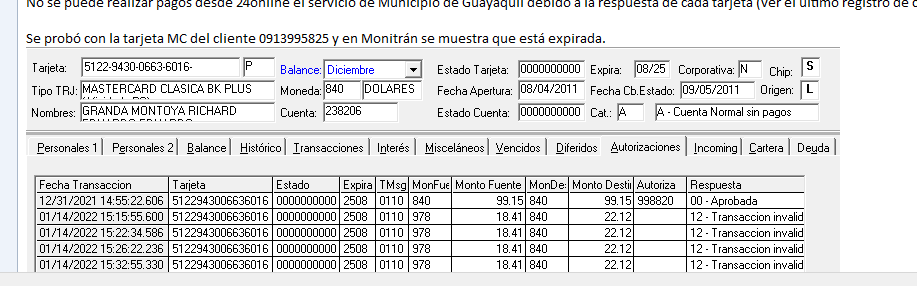 No se puede realizar pagos desde 24online el servicio de Municipio de Guayaquil debido a la respuesta de cada tarjeta (ver el último registro de
Se probó con la tarjeta MC del cliente 0913995825 y en Monitrán se muestra que está expirada.
Tarjeta: 5122-9430-0663-6016- P Balance: Diciembre Estado Tarjeta: 0000000000 Expira: 08/25 Corporativa: N Chip: S
Tipo TRJ: MASTERCARD CLASICA BK PLUS Moneda: 840 DOLARES Fecha Apertura: 08/04/2011 Fecha Cb.Estado: 09/05/2011 Origen: L
Nombres: GRANDA MONTOYA RICHARD Cuenta: 238206 Estado Cuenta: 0000000000 Cat.: A A - Cuenta Normal sin pagos
Personales 1 Personales 2 Balance Histórico Transacciones Interés Misceláneos Vencidos Diferidos Autorizaciones Incoming Cartera Deuda
Fecha Transaccion Tarjeta Estado Expira TMsg MonFue Monto Fuente MonDe: Monto Destir Autoriza Respuesta
12/31/2021 14:55:22.606 5122943006636016 0000000000 2508 0110 840 99.15 840 99.15 998820 00 - Aprobada
01/14/2022 15:15:55.600 5122943006636016 0000000000 2508 0110 978 18.41 840 22.12 12 - Transaccion invalid
01/14/2022 15:22:34.586 5122943006636016 0000000000 2508 0110 978 18.41 840 22.12 12 - Transaccion invalid
01/14/2022 15:26:22.236 5122943006636016 0000000000 2508 0110 978 18.41 840 22.12 12 - Transaccion invalid
01/14/2022 15:32:55.330 5122943006636016 0000000000 2508 0110 978 18.41 840 22.12 12 - Transaccion invalid